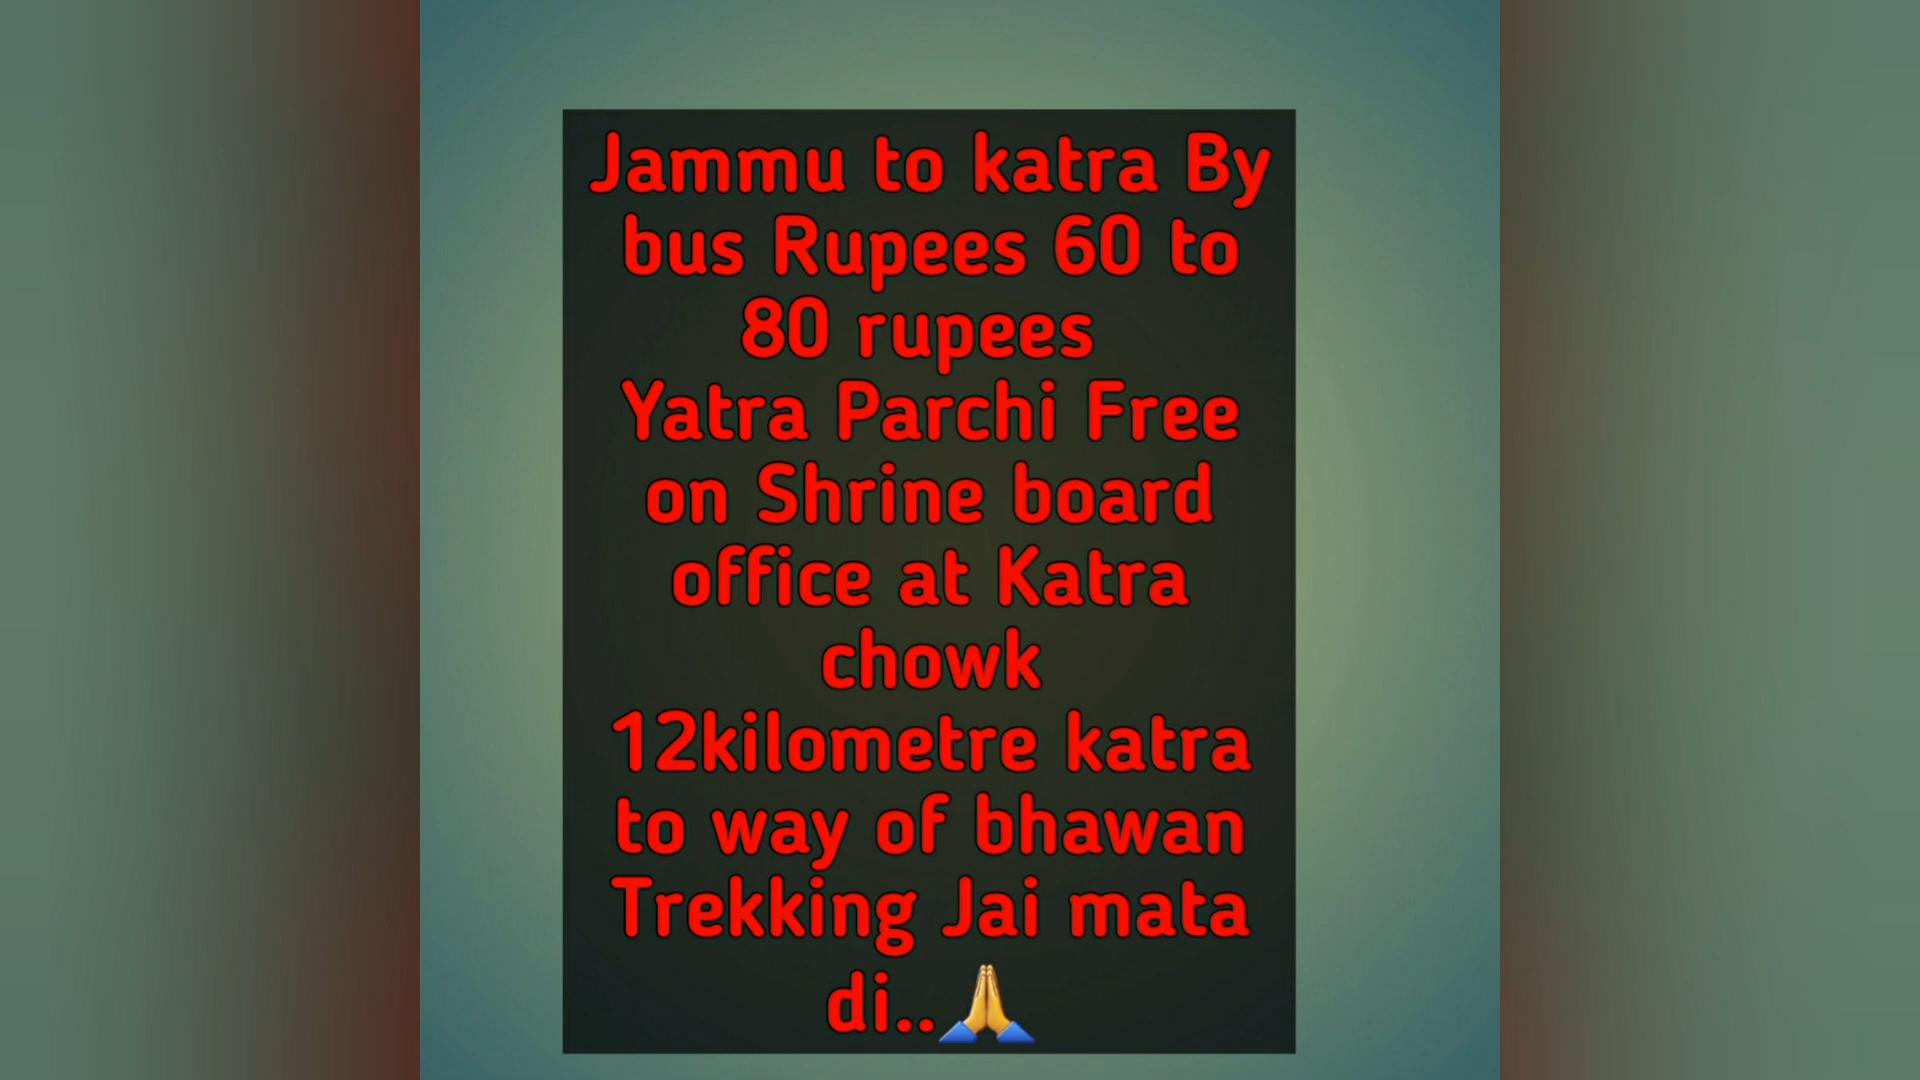 Jammu to katra By
bus Rupees 60 to
80 rupees
Yatra Parchi Free
on Shrine board
office at Katra
chowk
12kilometre katra
to way of bhawan
Trekking Jai mata
di..🙏